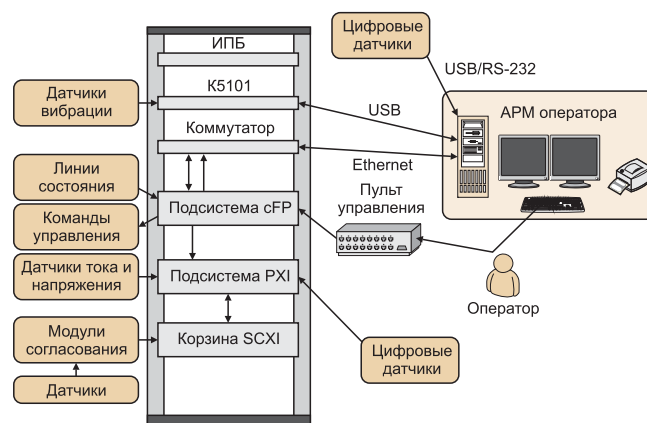 ИПБ
К5101
Коммутатор
Подсистема cFP
Подсистема PXI
Корзина SCXI
Датчики
вибрации
Линии
состояния
Команды
управления
Датчики тока и
напряжения
Модули
согласования
Датчики
Цифровые
датчики
USB/RS-232
USB
Ethernet
АРМ оператора
Пульт
управления
Оператор
Цифровые
датчики